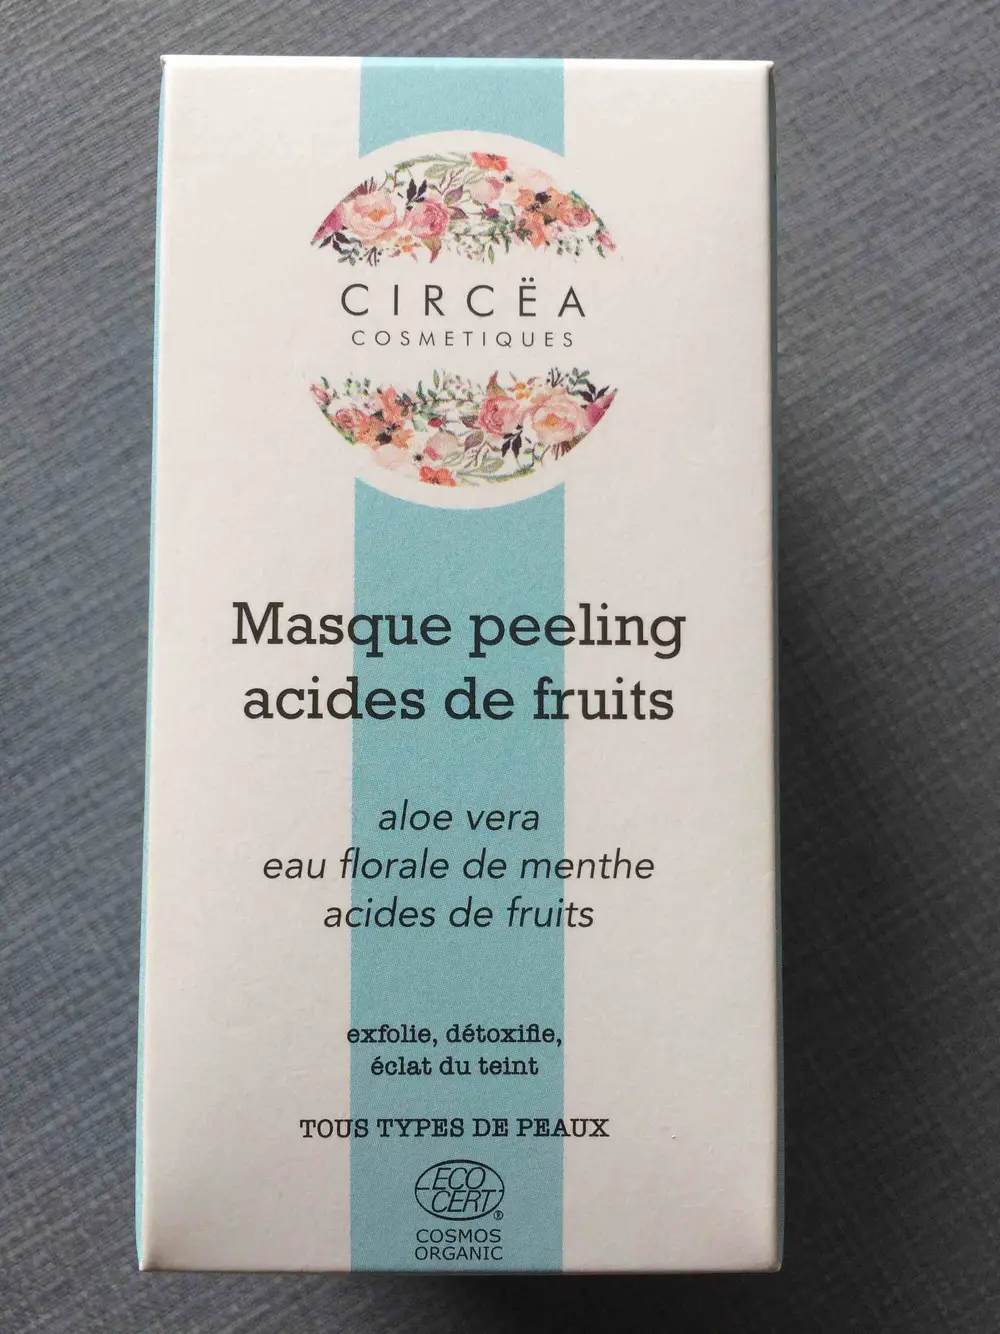 CIRCËA
COSMETIQUES
Masque peeling
acides de fruits
aloe vera
eau florale de menthe
acides de fruits
exfolie, détoxifie,
éclat du teint
TOUS TYPES DE PEAUX
ECO
CERT®
COSMOS
ORGANIC